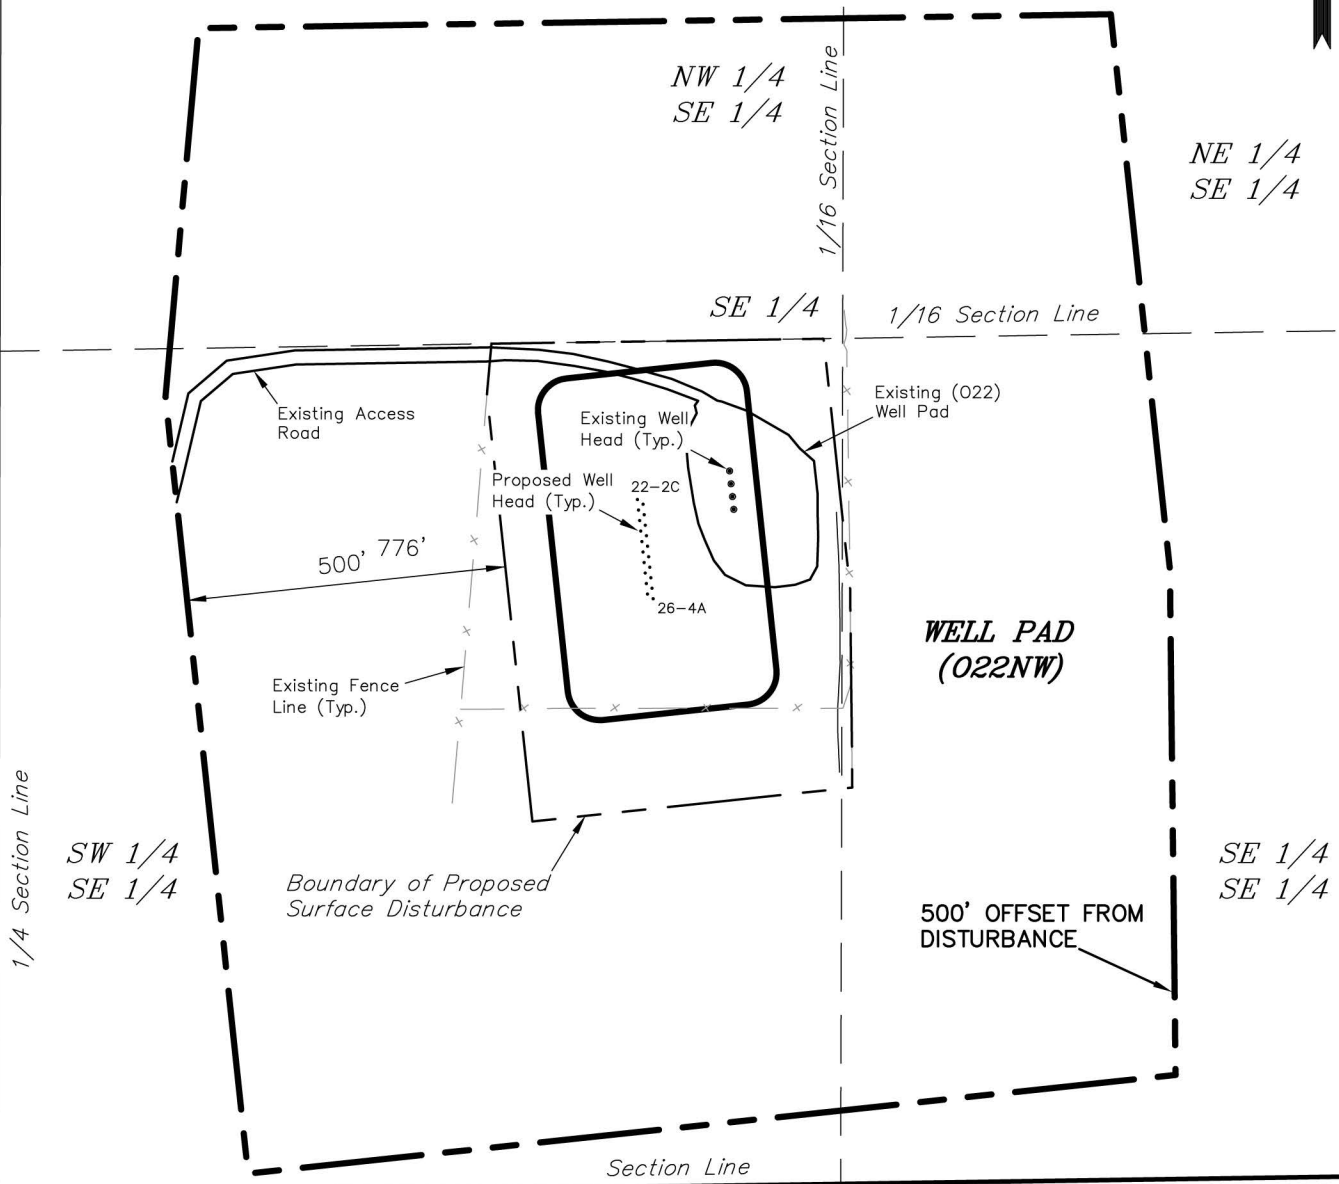 NW 1/4
SE 1/4
1/16 Section Line
NE 1/4
SE 1/4
SE 1/4
1/16 Section Line
Existing Access
Road
Existing Well
Head (Typ.)
Existing (O22)
Well Pad
Proposed Well
Head (Typ.)
22-2C
500' 776'
26-4A
WELL PAD
(O22NW)
Existing Fence
Line (Typ.)
1/4 Section Line
SW 1/4
SE 1/4
Boundary of Proposed
Surface Disturbance
SE 1/4
SE 1/4
500' OFFSET FROM
DISTURBANCE
Section Line